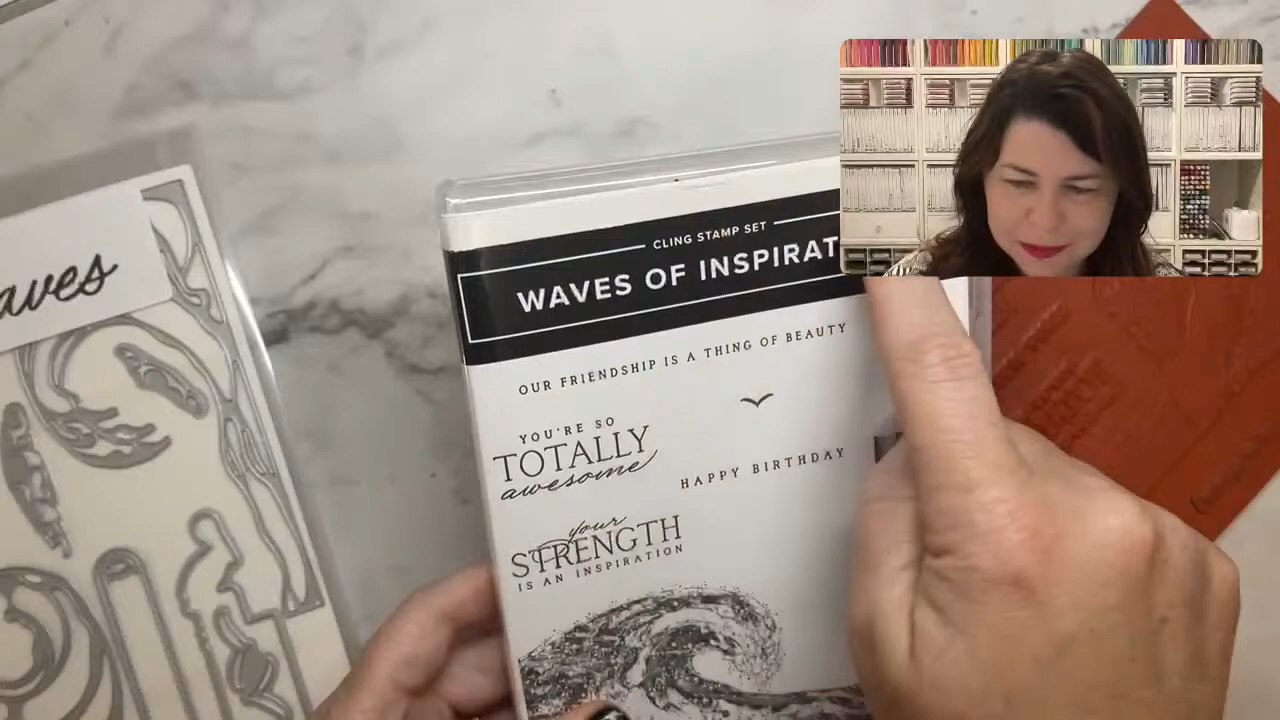 aves
CLING STAMP SET
WAVES OF INSPIRAT
OUR FRIENDSHIP IS A THING OF BEAUTY
YOU'RE SO
TOTALLY
awesome
HAPPY BIRTHDAY
your
STRENGTH
IS AN INSPIRATION